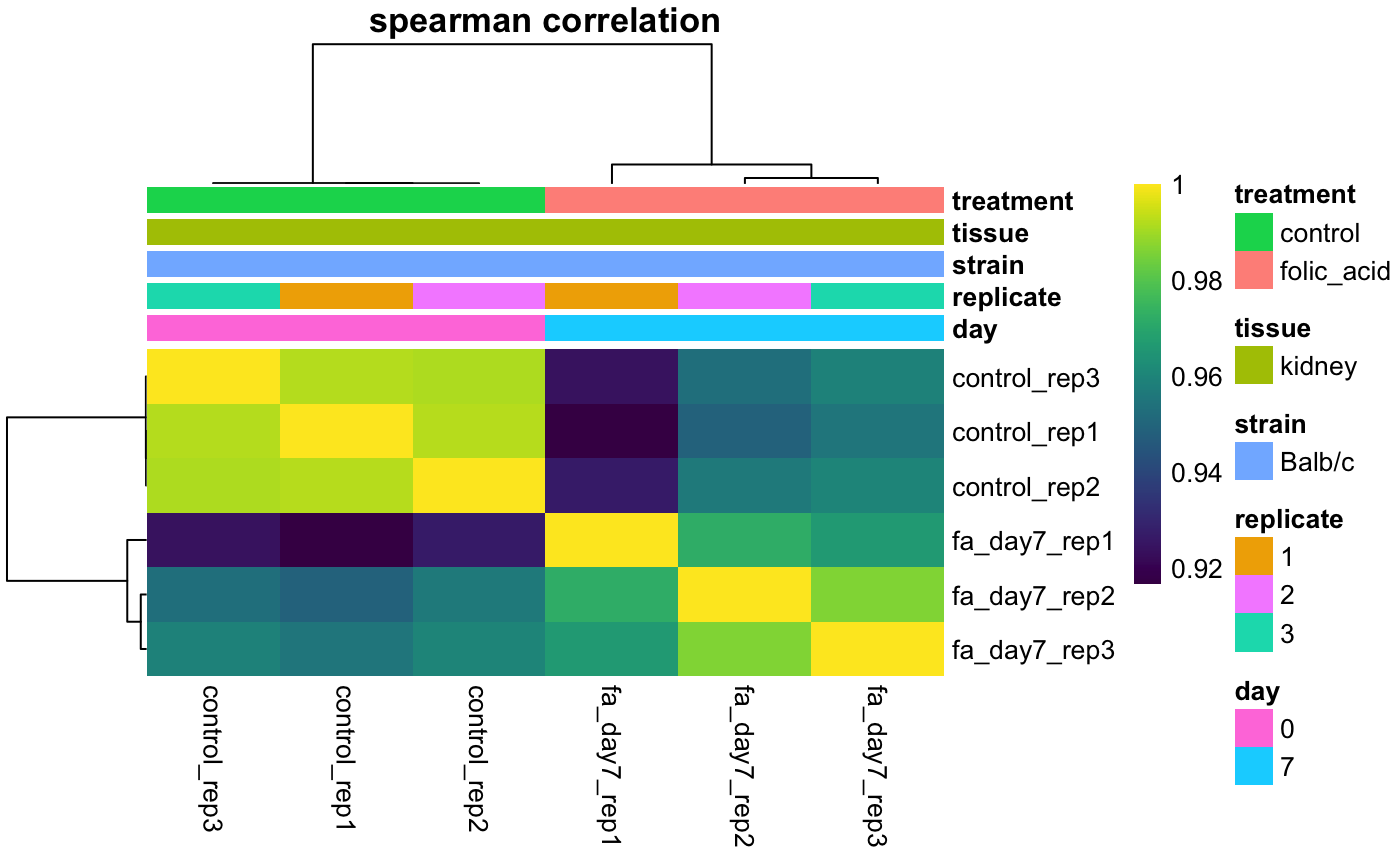 spearman correlation
treatment
tissue
strain
replicate
day
control_rep3
control_rep1
control_rep2
fa_day7_rep1
fa_day7_rep2
fa_day7_rep3
control_rep3
control_rep1
control_rep2
fa_day7_rep1
fa_day7_rep2
fa_day7_rep3
1
0.98
0.96
0.94
0.92
treatment
control
folic_acid
tissue
kidney
strain
Balb/c
replicate
1
2
3
day
0
7